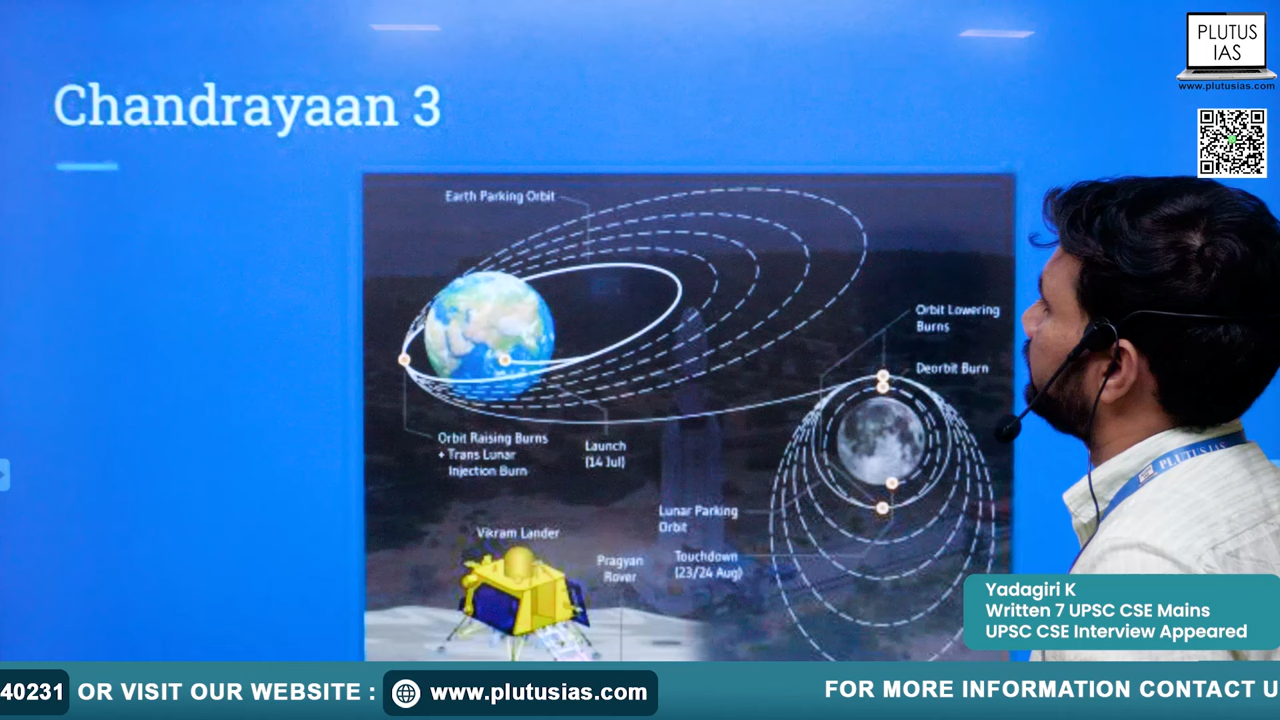 PLUTUS
IAS
www.plutusias.com
Chandrayaan 3
Earth Parking Orbit
Orbit Lowering
Burns
Deorbit Burn
Orbit Raising Burns
+ Trans Lunar
Injection Burn
Launch
(14 Jul)
Lunar Parking
Orbit
Vikram Lander
Pragyan
Rover
Touchdown
(23/24 Aug)
PLUTUS IAS
Yadagiri K
Written 7 UPSC CSE Mains
UPSC CSE Interview Appeared
40231 OR VISIT OUR WEBSITE : www.plutusias.com FOR MORE INFORMATION CONTACT U